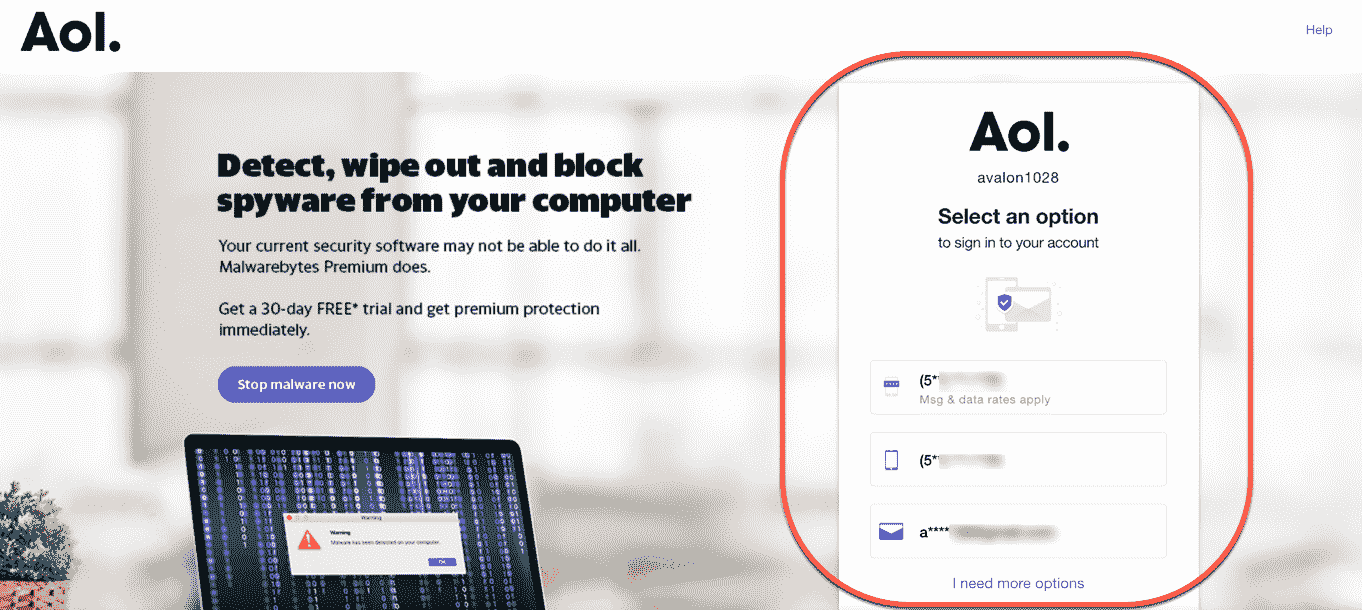 Aol.
Help
Detect, wipe out and block
spyware from your computer
Your current security software may not be able to do it all.
Malwarebytes Premium does.
Get a 30-day FREE* trial and get premium protection
immediately.
Stop malware now
Warning
Warning
Malware has been detected on your computer.
OK
Aol.
avalon1028
Select an option
to sign in to your account
(5*
Msg & data rates apply
(5*
a****
I need more options